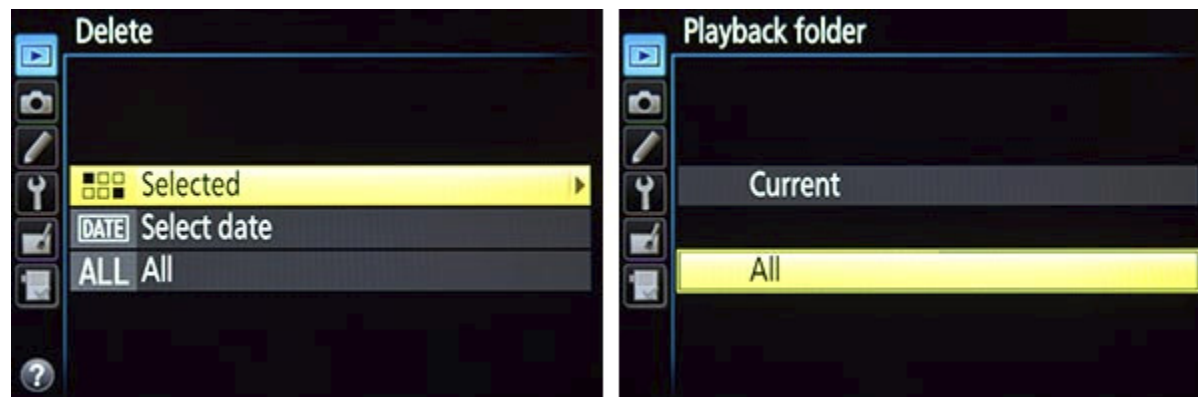 Delete
Selected
DATE Select date
ALL All
?
Playback folder
Current
All